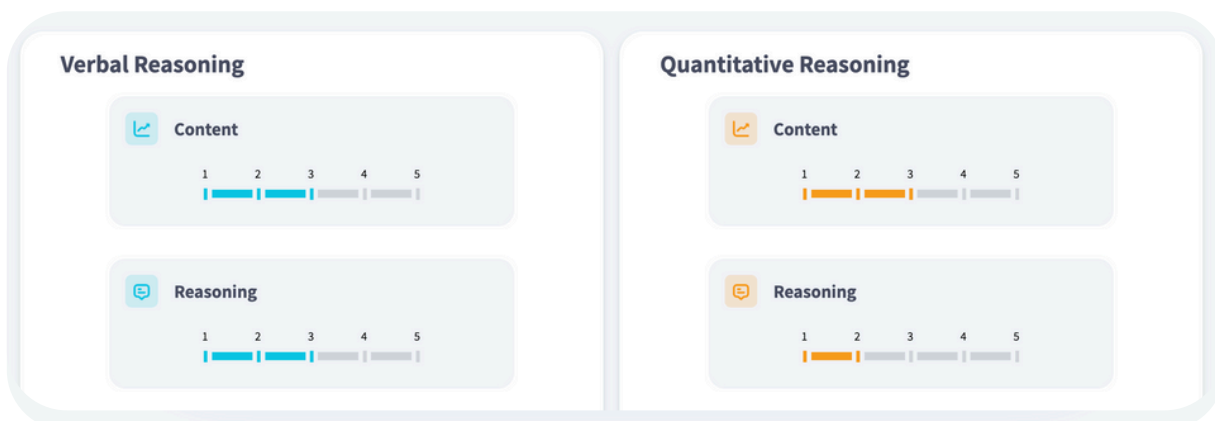 Verbal Reasoning
Content
1 2 3 4 5
Reasoning
1 2 3 4 5
Quantitative Reasoning
Content
1 2 3 4 5
Reasoning
1 2 3 4 5